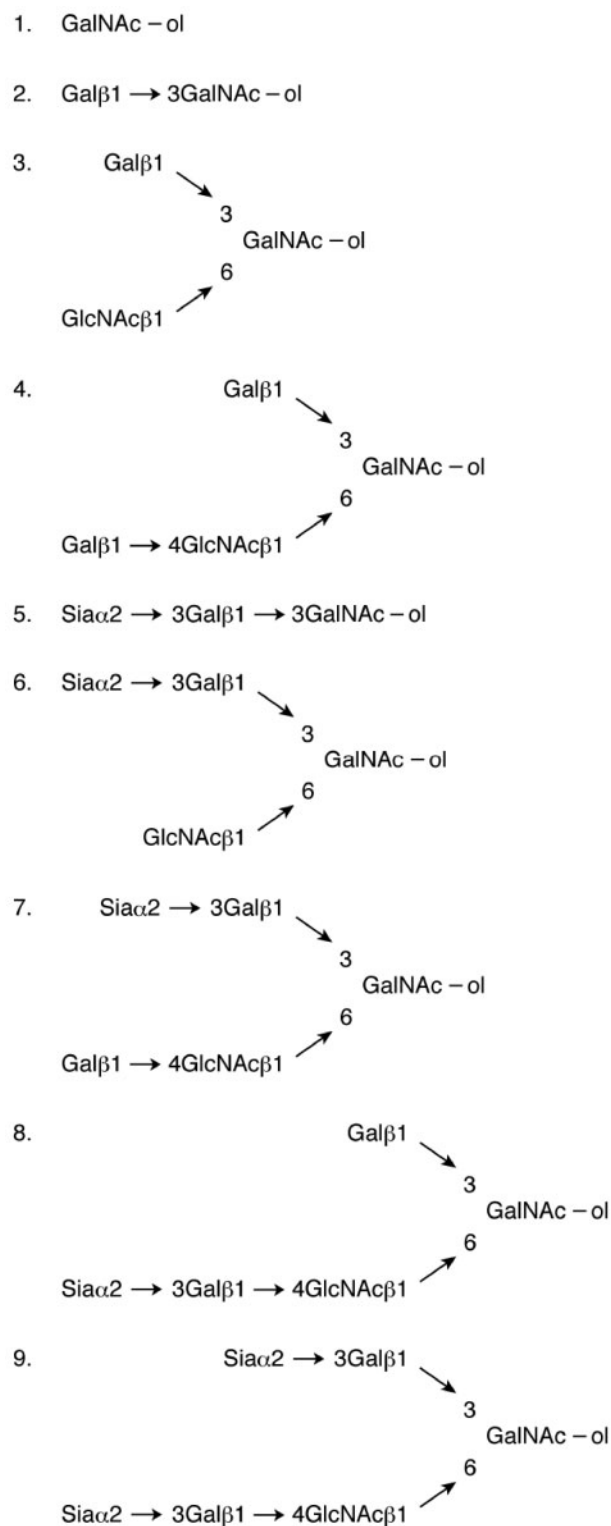 1. GalNAc – ol
2. Galβ1 → 3GalNAc – ol
3. Galβ1
3
GalNAc – ol
6
GlcNAcβ1
4. Galβ1
3
GalNAc – ol
6
Galβ1 → 4GlcNAcβ1
5. Siaα2 → 3Galβ1 → 3GalNAc – ol
6. Siaα2 → 3Galβ1
3
GalNAc – ol
6
GlcNAcβ1
7. Siaα2 → 3Galβ1
3
GalNAc – ol
6
Galβ1 → 4GlcNAcβ1
8. Galβ1
3
GalNAc – ol
6
Siaα2 → 3Galβ1 → 4GlcNAcβ1
9. Siaα2 → 3Galβ1
3
GalNAc – ol
6
Siaα2 → 3Galβ1 → 4GlcNAcβ1